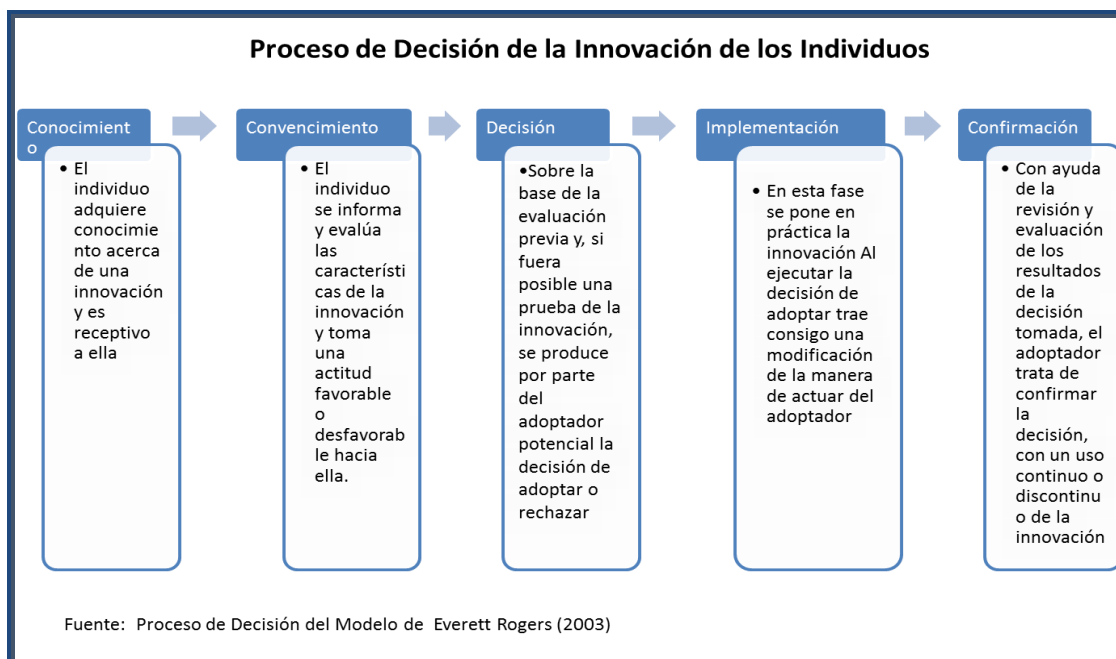 Proceso de Decisión de la Innovación de los Individuos
Conocimient
o
• El
individuo
adquiere
conocimie
nto acerca
de una
innovación
y es
receptivo
a ella
Convencimiento
• El
individuo
se informa
y evalúa
las
característi
cas de la
innovación
y toma
una
actitud
favorable
o
desfavorab
le hacia
ella.
Decisión
•Sobre la
base de la
evaluación
previa y, si
fuera
posible una
prueba de la
innovación,
se produce
por parte
del
adoptador
potencial la
decisión de
adoptar o
rechazar
Implementación
• En esta fase
se pone en
práctica la
innovación Al
ejecutar la
decisión de
adoptar trae
consigo una
modificación
de la manera
de actuar del
adoptador
Confirmación
• Con ayuda
de la
revisión y
evaluación
de los
resultados
de la
decisión
tomada, el
adoptador
trata de
confirmar
la
decisión,
con un uso
continuo o
discontinu
o de la
innovación
Fuente: Proceso de Decisión del Modelo de Everett Rogers (2003)